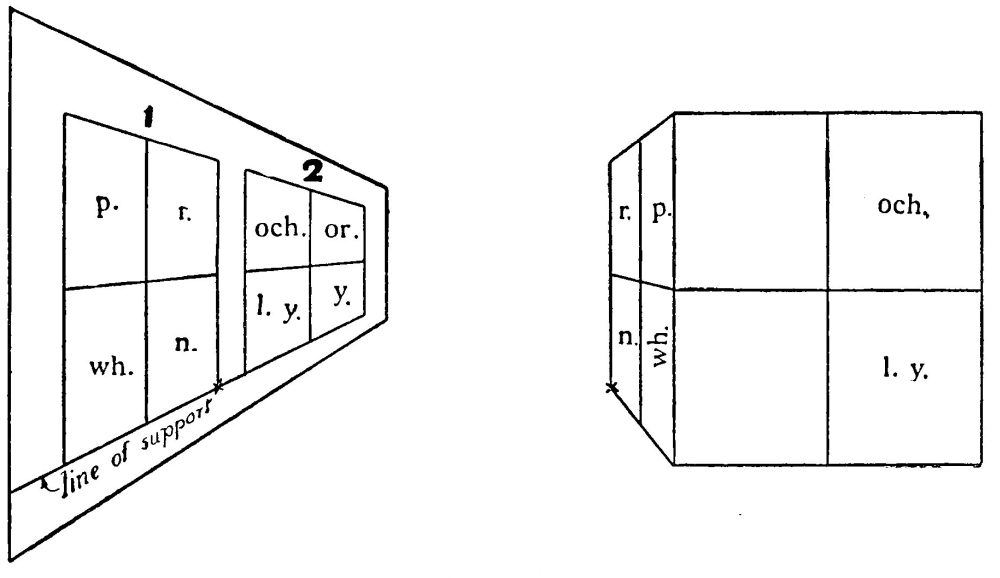 1
2
p. r.
och. or.
wh. n.
l. y. y.
line of support
r. p. och,
n. wh. l. y.